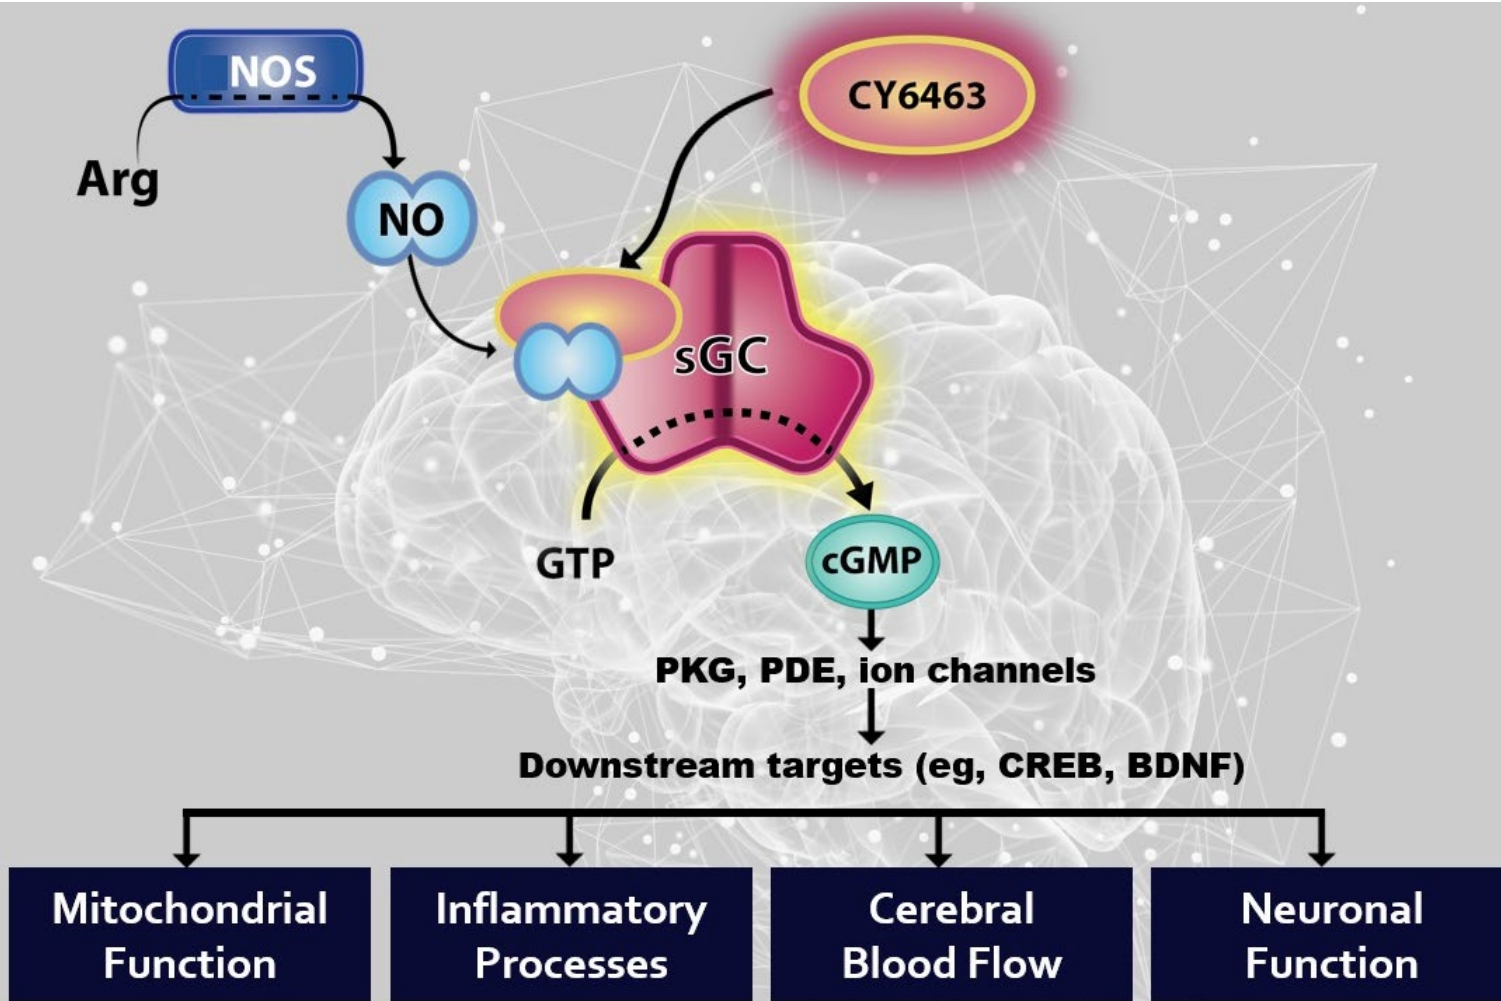 NOS
CY6463
Arg
NO
sGC
GTP
cGMP
PKG, PDE, ion channels
Downstream targets (eg, CREB, BDNF)
Mitochondrial
Function
Inflammatory
Processes
Cerebral
Blood Flow
Neuronal
Function